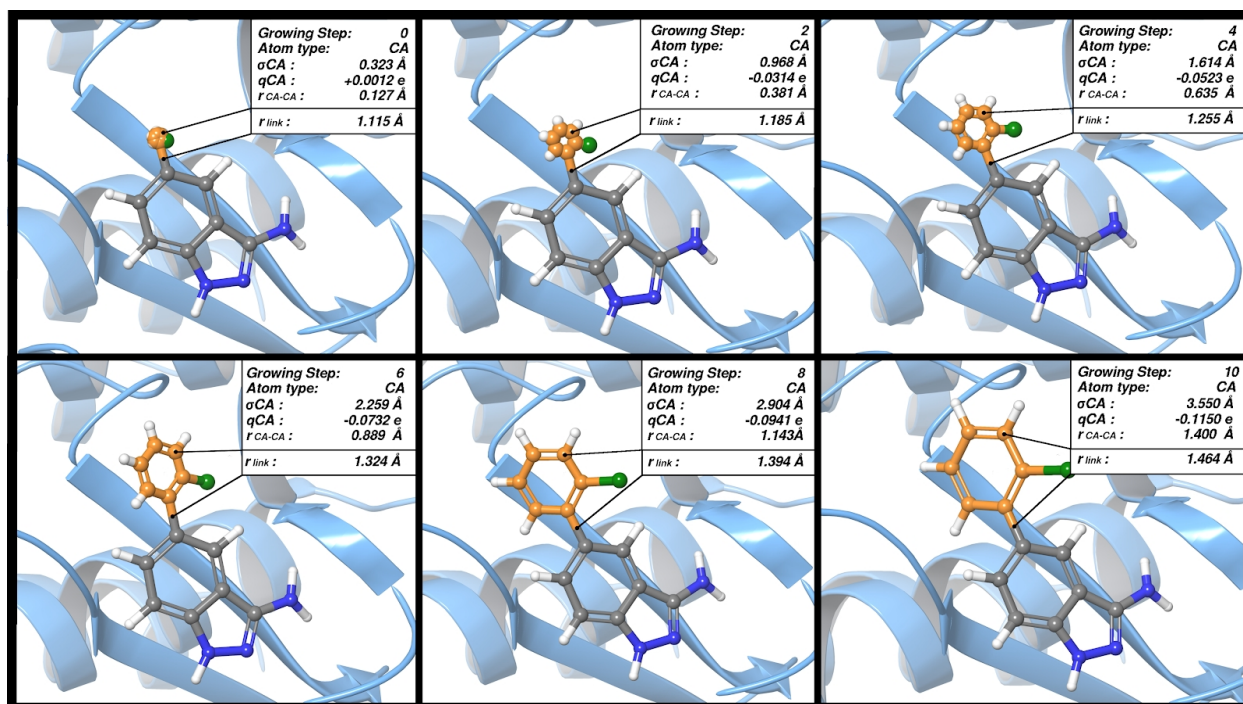 Growing Step: 0
Atom type: CA
σCA : 0.323 Å
qCA : +0.0012 e
r CA-CA : 0.127 Å
r link : 1.115 Å
Growing Step: 2
Atom type: CA
σCA : 0.968 Å
qCA : -0.0314 e
r CA-CA : 0.381 Å
r link : 1.185 Å
Growing Step: 4
Atom type: CA
σCA : 1.614 Å
qCA : -0.0523 e
r CA-CA : 0.635 Å
r link : 1.255 Å
Growing Step: 6
Atom type: CA
σCA : 2.259 Å
qCA : -0.0732 e
r CA-CA : 0.889 Å
r link : 1.324 Å
Growing Step: 8
Atom type: CA
σCA : 2.904 Å
qCA : -0.0941 e
r CA-CA : 1.143Å
r link : 1.394 Å
Growing Step: 10
Atom type: CA
σCA : 3.550 Å
qCA : -0.1150 e
r CA-CA : 1.400 Å
r link : 1.464 Å